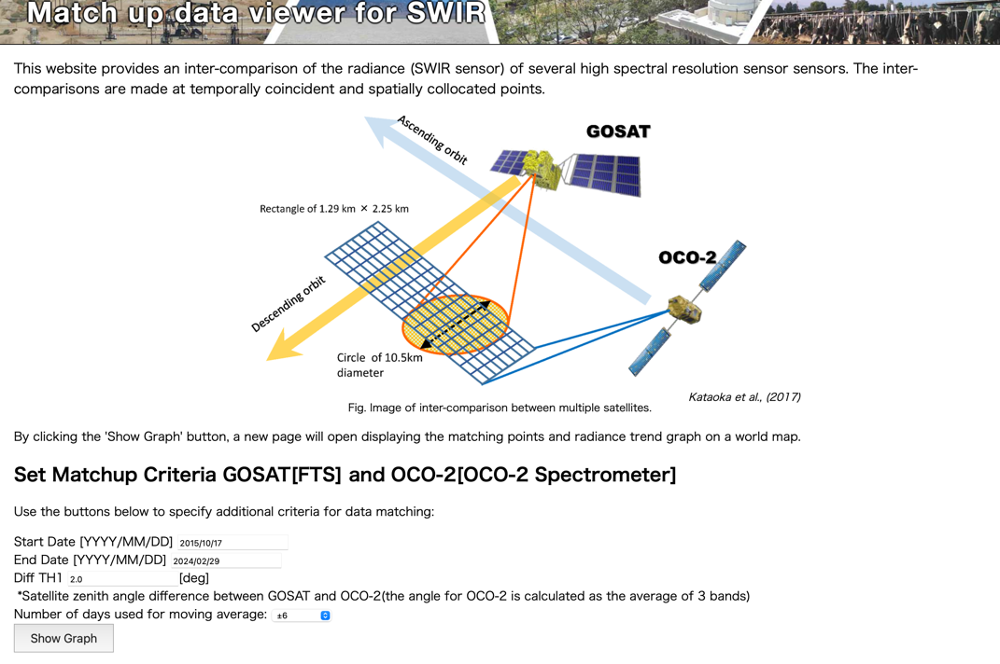 Match up data viewer for SWIR
This website provides an inter-comparison of the radiance (SWIR sensor) of several high spectral resolution sensor sensors. The inter-
comparisons are made at temporally coincident and spatially collocated points.
Ascending orbit
GOSAT
Rectangle of 1.29 km × 2.25 km
OCO-2
Descending orbit
Circle of 10.5km
diameter
Kataoka et al., (2017)
Fig. Image of inter-comparison between multiple satellites.
By clicking the 'Show Graph' button, a new page will open displaying the matching points and radiance trend graph on a world map.
Set Matchup Criteria GOSAT[FTS] and OCO-2[OCO-2 Spectrometer]
Use the buttons below to specify additional criteria for data matching:
Start Date [YYYY/MM/DD] 2015/10/17
End Date [YYYY/MM/DD] 2024/02/29
Diff TH1 2.0 [deg]
*Satellite zenith angle difference between GOSAT and OCO-2(the angle for OCO-2 is calculated as the average of 3 bands)
Number of days used for moving average: ±6
Show Graph